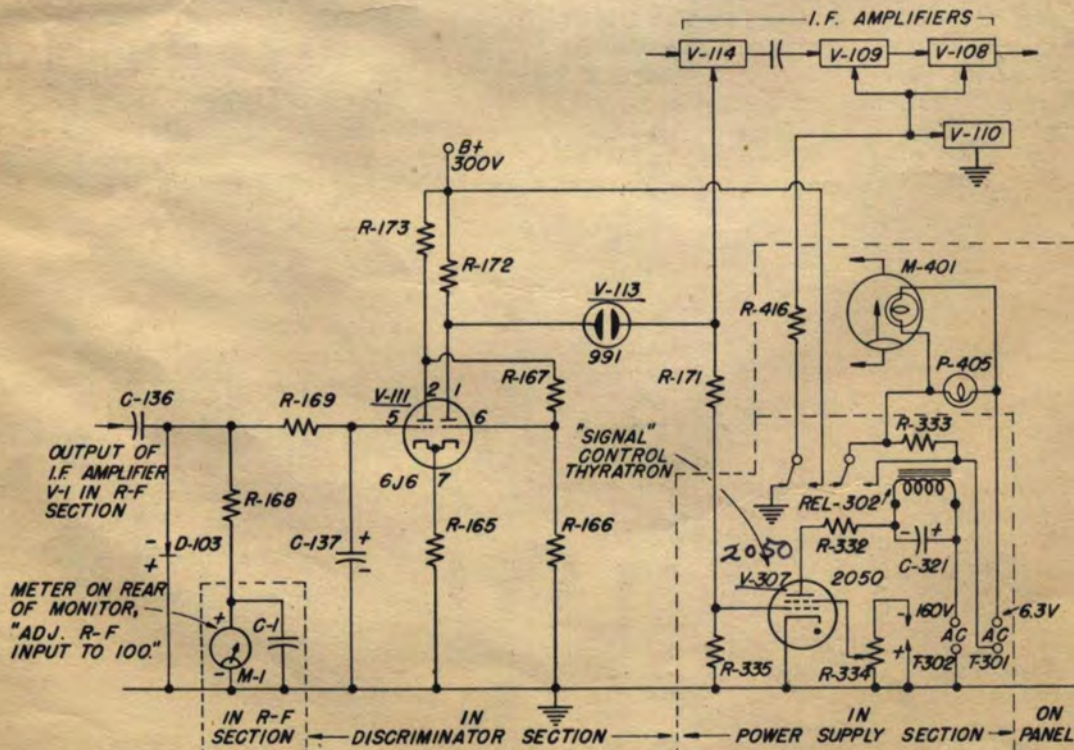 I.F. AMPLIFIERS
V-114
V-109
V-108
V-110
B+
300V
R-173
R-172
M-401
V-113
991
R-416
P-405
R-167
R-171
C-136
R-169
V-111
5
2
1
6
7
6J6
"SIGNAL"
CONTROL
THYRATRON
R-333
OUTPUT OF
I.F. AMPLIFIER
V-1 IN R-F
SECTION
R-168
REL-302
R-165
R-166
D-103
-
+
C-137
+
-
R-332
- +
C-321
2050
V-307
2050
METER ON REAR
OF MONITOR,
"ADJ. R-F
INPUT TO 100."
+
M-1
-
C-1
R-335
R-334
-
+
160V
AC
T-302
6.3V
AC
T-301
IN R-F
SECTION
IN
DISCRIMINATOR SECTION
IN
POWER SUPPLY SECTION
ON
PANEL